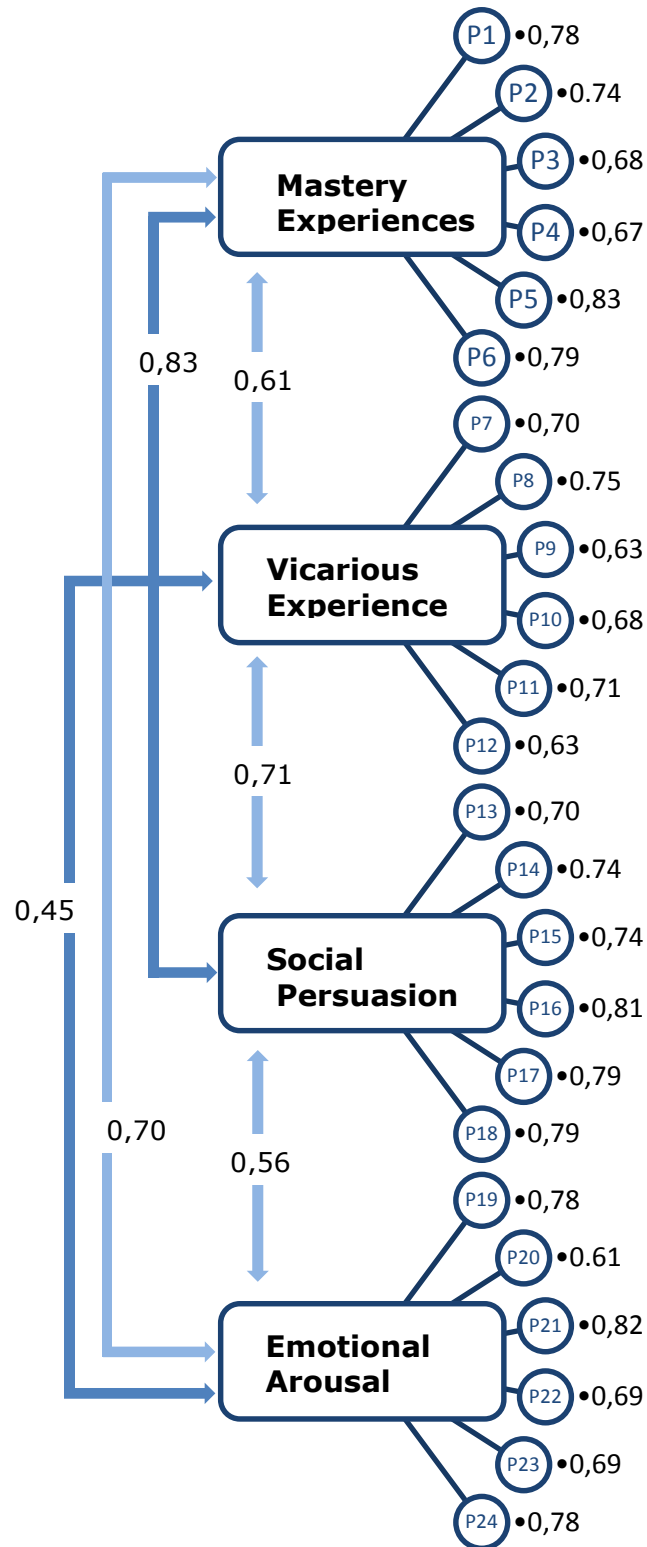 P1 •0,78
P2 •0.74
P3 •0,68
Mastery
Experiences
P4 •0,67
P5 •0,83
P6 •0,79
0,83
0,61
P7 •0,70
P8 •0.75
P9 •0,63
Vicarious
Experience
P10 •0,68
P11 •0,71
P12 •0,63
0,71
P13 •0,70
P14 •0.74
0,45
P15 •0,74
Social
Persuasion
P16 •0,81
P17 •0,79
P18 •0,79
0,70
0,56
P19 •0,78
P20 •0.61
P21 •0,82
Emotional
Arousal
P22 •0,69
P23 •0,69
P24 •0,78